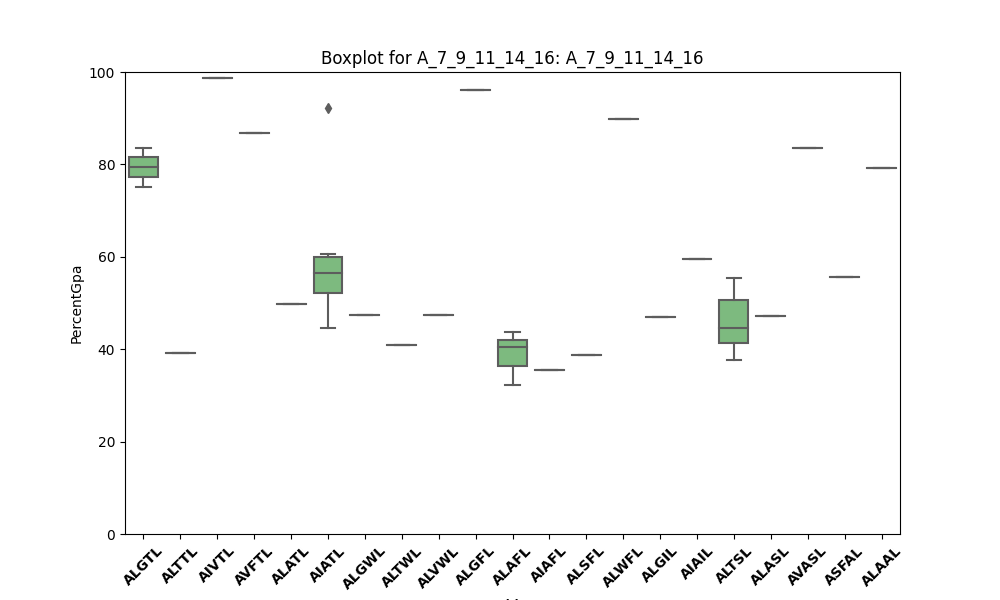 Boxplot for A_7_9_11_14_16: A_7_9_11_14_16
100
80
60
40
20
0
PercentGpa
ALGTL ALTTL AIVTL AVFTL ALATL AIATL ALGWL ALTWL ALVWL ALGFL ALAFL AIAFL ALSFL ALWFL ALGIL AIAIL ALTSL ALASL AVASL ASFAL ALAAL